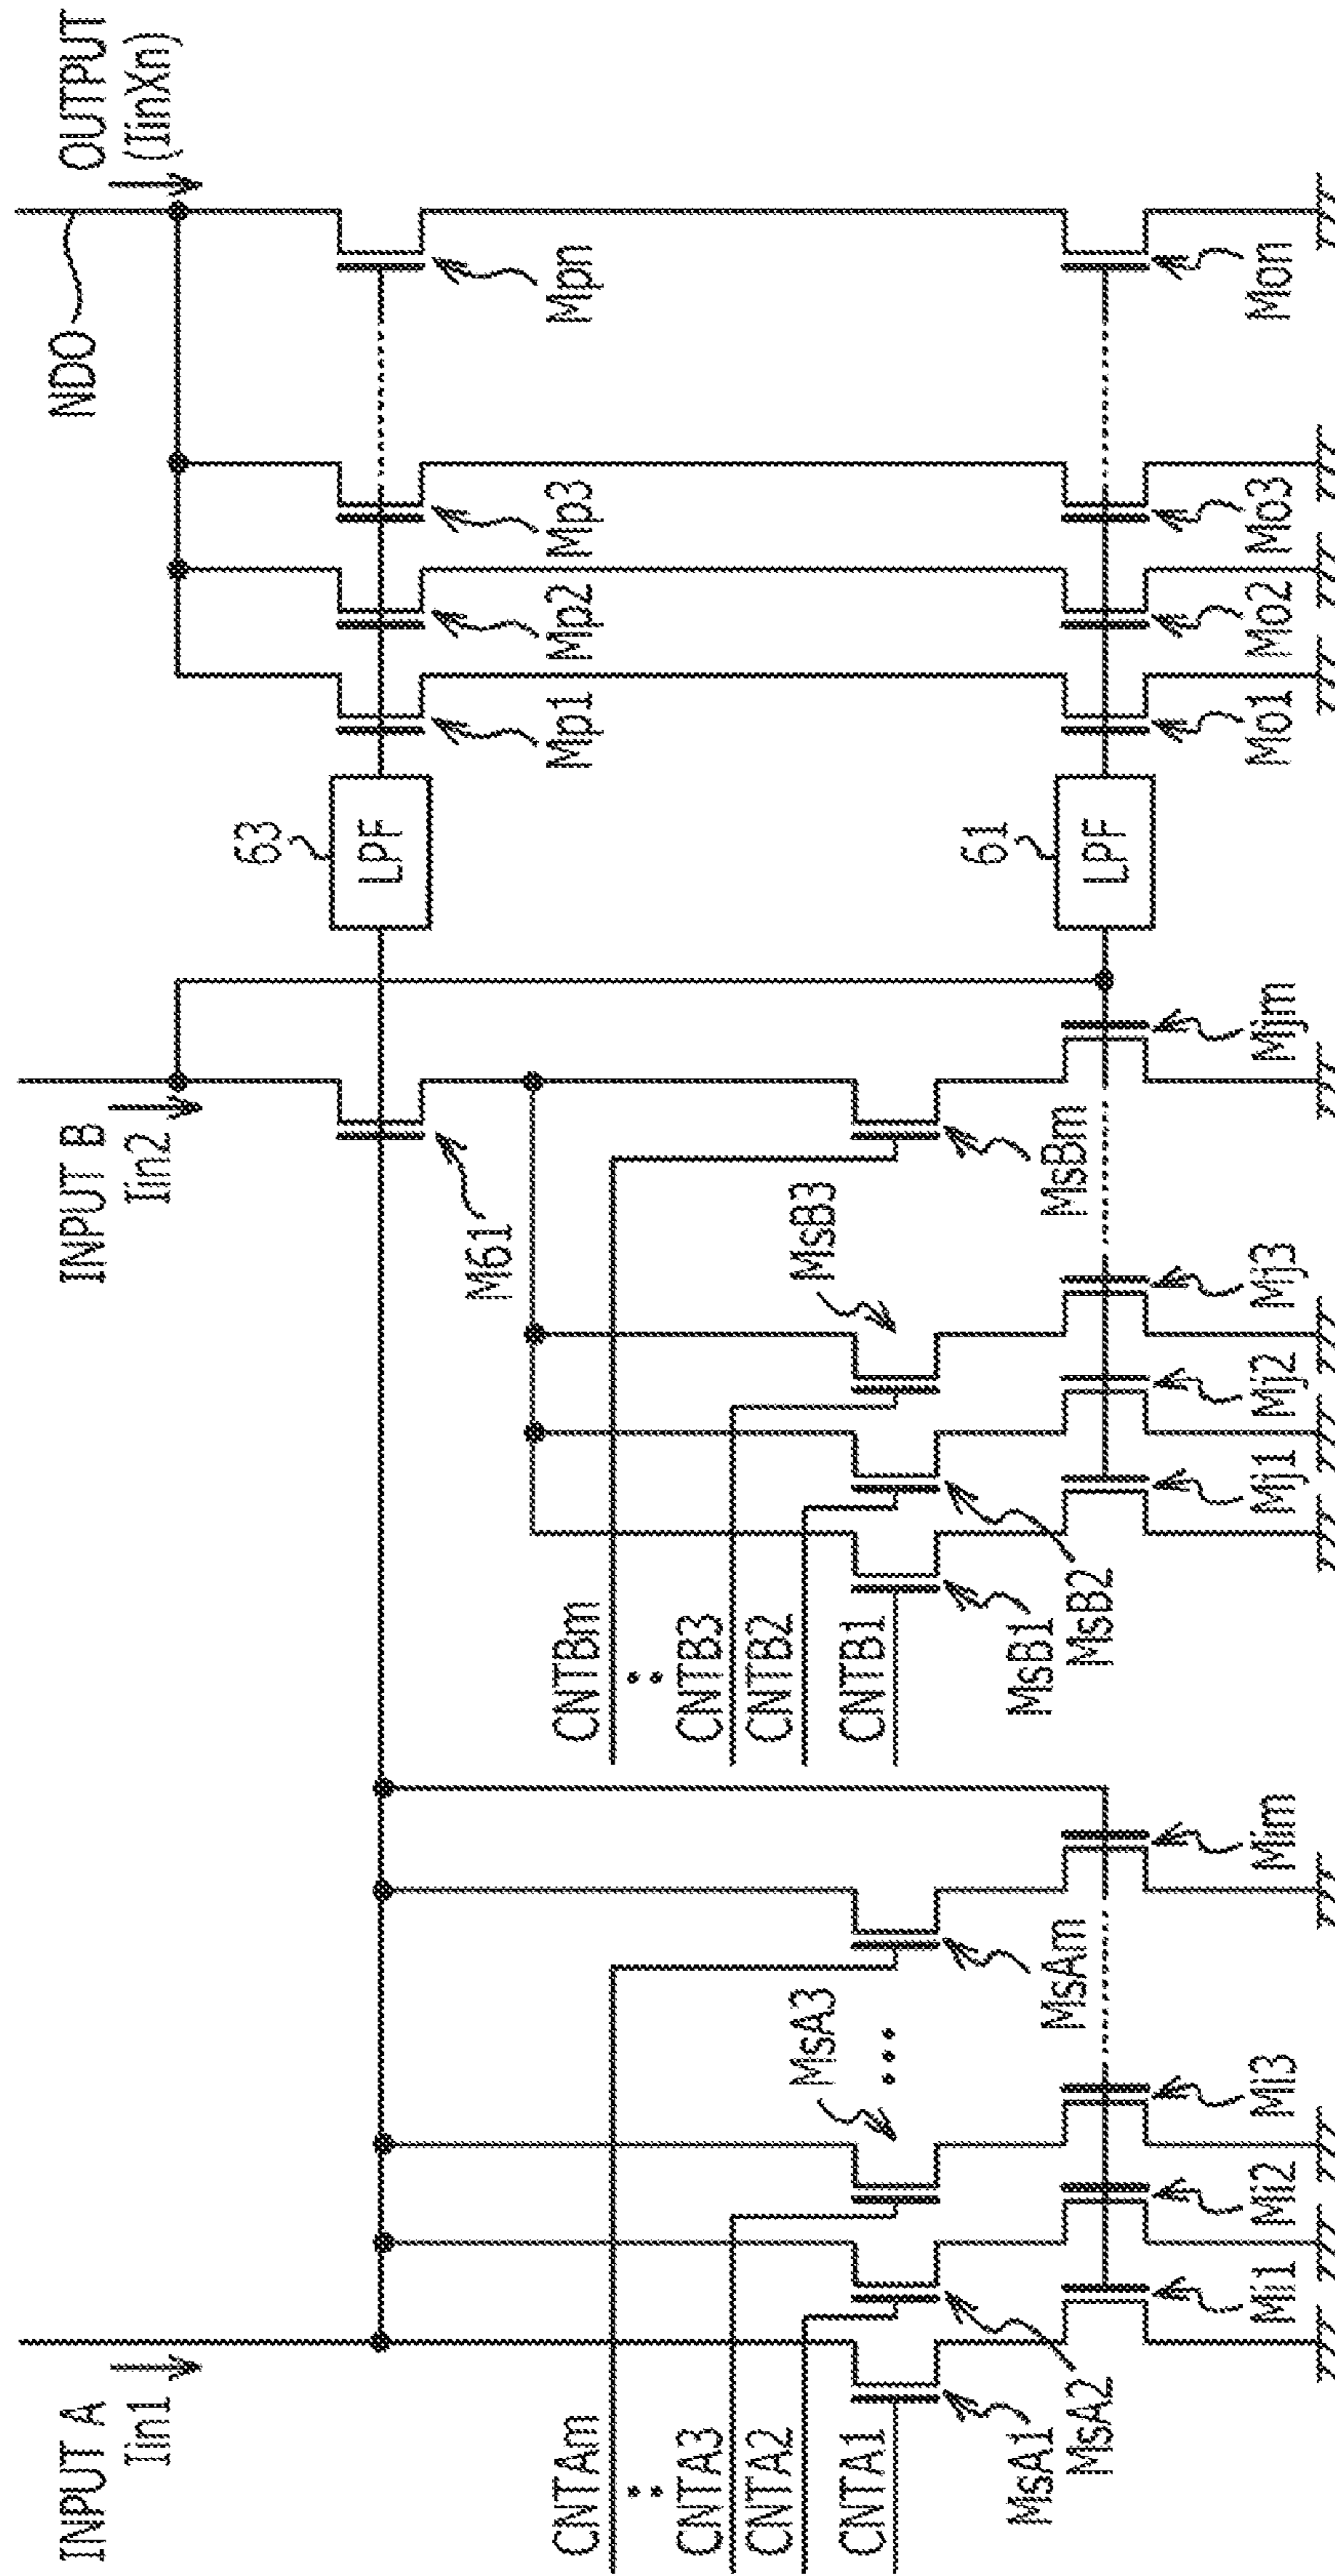 INPUT A
Iin1
INPUT B
Iin2
OUTPUT
(IinXn)
NDO
63
LPF
M61
Mp1
Mp2
Mp3
Mpn
CNTAm
CNTA3
CNTA2
CNTA1
MsA1
MsA2
MsA3
MsAm
CNTBm
CNTB3
CNTB2
CNTB1
MsB1
MsB2
MsB3
MsBm
61
LPF
Mi1
Mi2
Mi3
Mim
Mj1
Mj2
Mj3
Mjm
Mo1
Mo2
Mo3
Mon